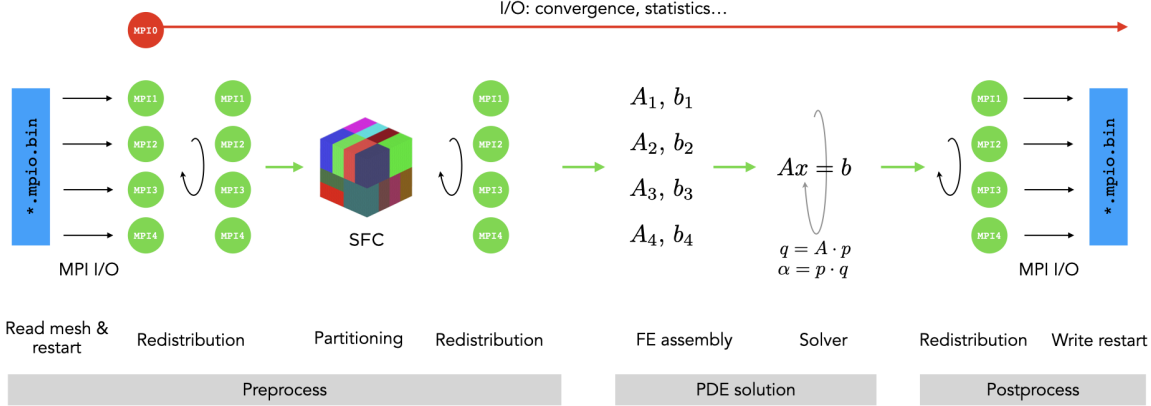 I/O: convergence, statistics…
MPI0
MPI1 MPI1 MPI1 A₁, b₁ MPI1
MPI2 MPI2 MPI2 A₂, b₂ MPI2
*.mpio.bin Ax = b *.mpio.bin
MPI3 MPI3 MPI3 A₃, b₃ MPI3
MPI4 MPI4 SFC MPI4 A₄, b₄ MPI4
q = A · p
α = p · q
MPI I/O MPI I/O
Read mesh &
restart
Redistribution Partitioning Redistribution FE assembly Solver Redistribution Write restart
Preprocess PDE solution Postprocess